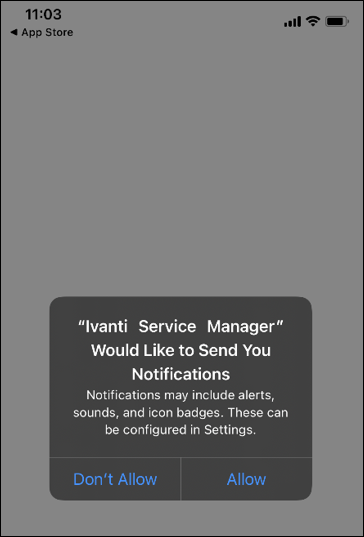 11:03
◀ App Store
“Ivanti Service Manager”
Would Like to Send You
Notifications
Notifications may include alerts,
sounds, and icon badges. These can
be configured in Settings.
Don’t Allow
Allow